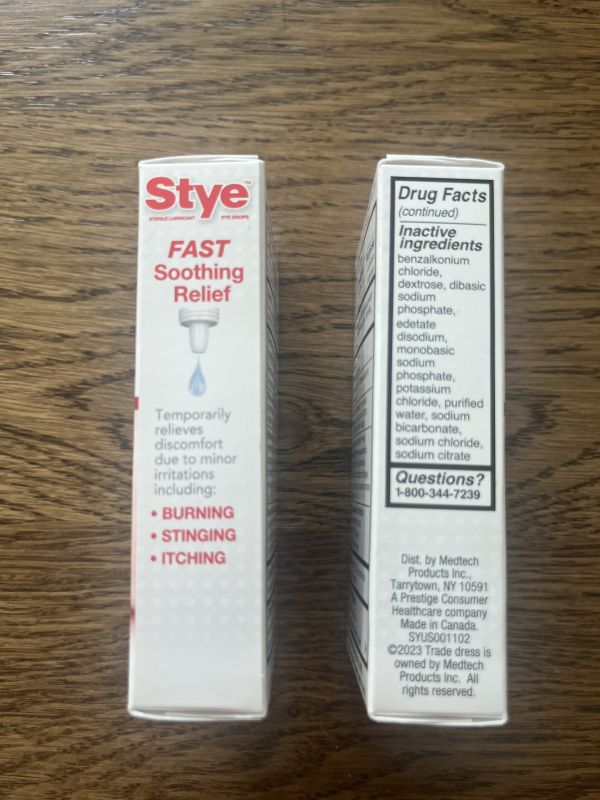 Stye™
STERILE LUBRICANT EYE DROPS
FAST
Soothing
Relief
Temporarily
relieves
discomfort
due to minor
irritations
including:
• BURNING
• STINGING
• ITCHING
Drug Facts
(continued)
Inactive
ingredients
benzalkonium
chloride,
dextrose, dibasic
sodium
phosphate,
edetate
disodium,
monobasic
sodium
phosphate,
potassium
chloride, purified
water, sodium
bicarbonate,
sodium chloride,
sodium citrate
Questions?
1-800-344-7239
Dist. by Medtech
Products Inc.,
Tarrytown, NY 10591
A Prestige Consumer
Healthcare company
Made in Canada.
SYUS001102
©2023 Trade dress is
owned by Medtech
Products Inc. All
rights reserved.